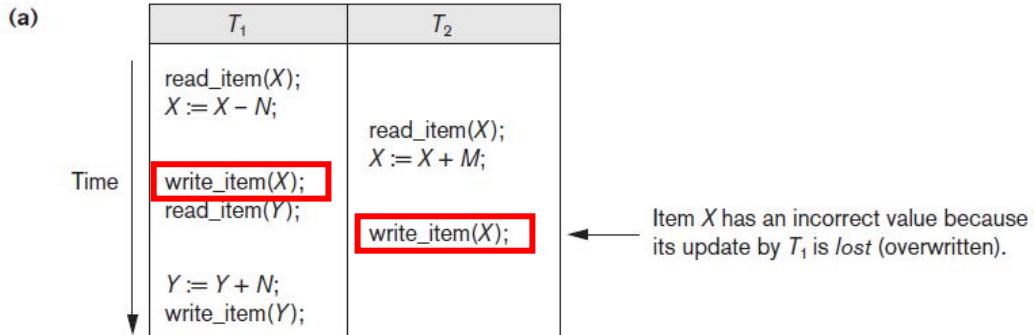 (a)
T₁ T₂
read_item(X);
X := X – N;
read_item(X);
X := X + M;
Time
write_item(X);
read_item(Y);
write_item(X);
Item X has an incorrect value because
its update by T₁ is lost (overwritten).
Y := Y + N;
write_item(Y);